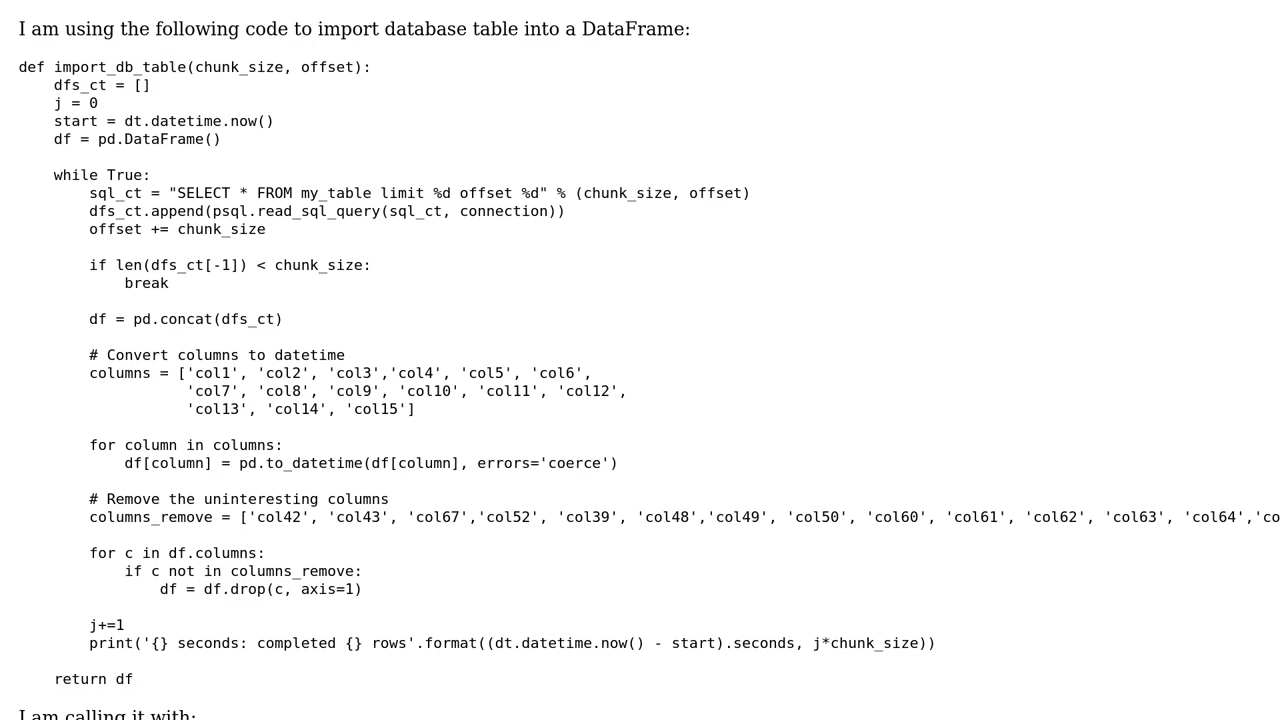 I am using the following code to import database table into a DataFrame:
def import_db_table(chunk_size, offset):
    dfs_ct = []
    j = 0
    start = dt.datetime.now()
    df = pd.DataFrame()
    while True:
        sql_ct = "SELECT * FROM my_table limit %d offset %d" % (chunk_size, offset)
        dfs_ct.append(psql.read_sql_query(sql_ct, connection))
        offset += chunk_size
        if len(dfs_ct[-1]) < chunk_size:
            break
        df = pd.concat(dfs_ct)
        # Convert columns to datetime
        columns = ['col1', 'col2', 'col3','col4', 'col5', 'col6',
                   'col7', 'col8', 'col9', 'col10', 'col11', 'col12',
                   'col13', 'col14', 'col15']
        for column in columns:
            df[column] = pd.to_datetime(df[column], errors='coerce')
        # Remove the uninteresting columns
        columns_remove = ['col42', 'col43', 'col67','col52', 'col39', 'col48','col49', 'col50', 'col60', 'col61', 'col62', 'col63', 'col64','co
        for c in df.columns:
            if c not in columns_remove:
                df = df.drop(c, axis=1)
        j+=1
        print('{} seconds: completed {} rows'.format((dt.datetime.now() - start).seconds, j*chunk_size))
    return df
I am calling it with: